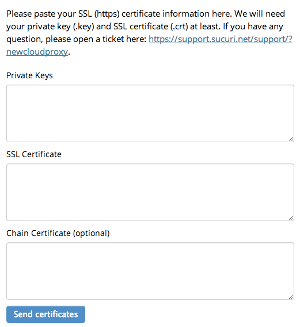 Please paste your SSL (https) certificate information here. We will
need your private key (.key) and SSL certificate (.crt) at least. If you have any
question, please open a ticket here: https://support.sucuri.net/support/?
newcloudproxy.
Private Keys
SSL Certificate
Chain Certificate (optional)
Send certificates